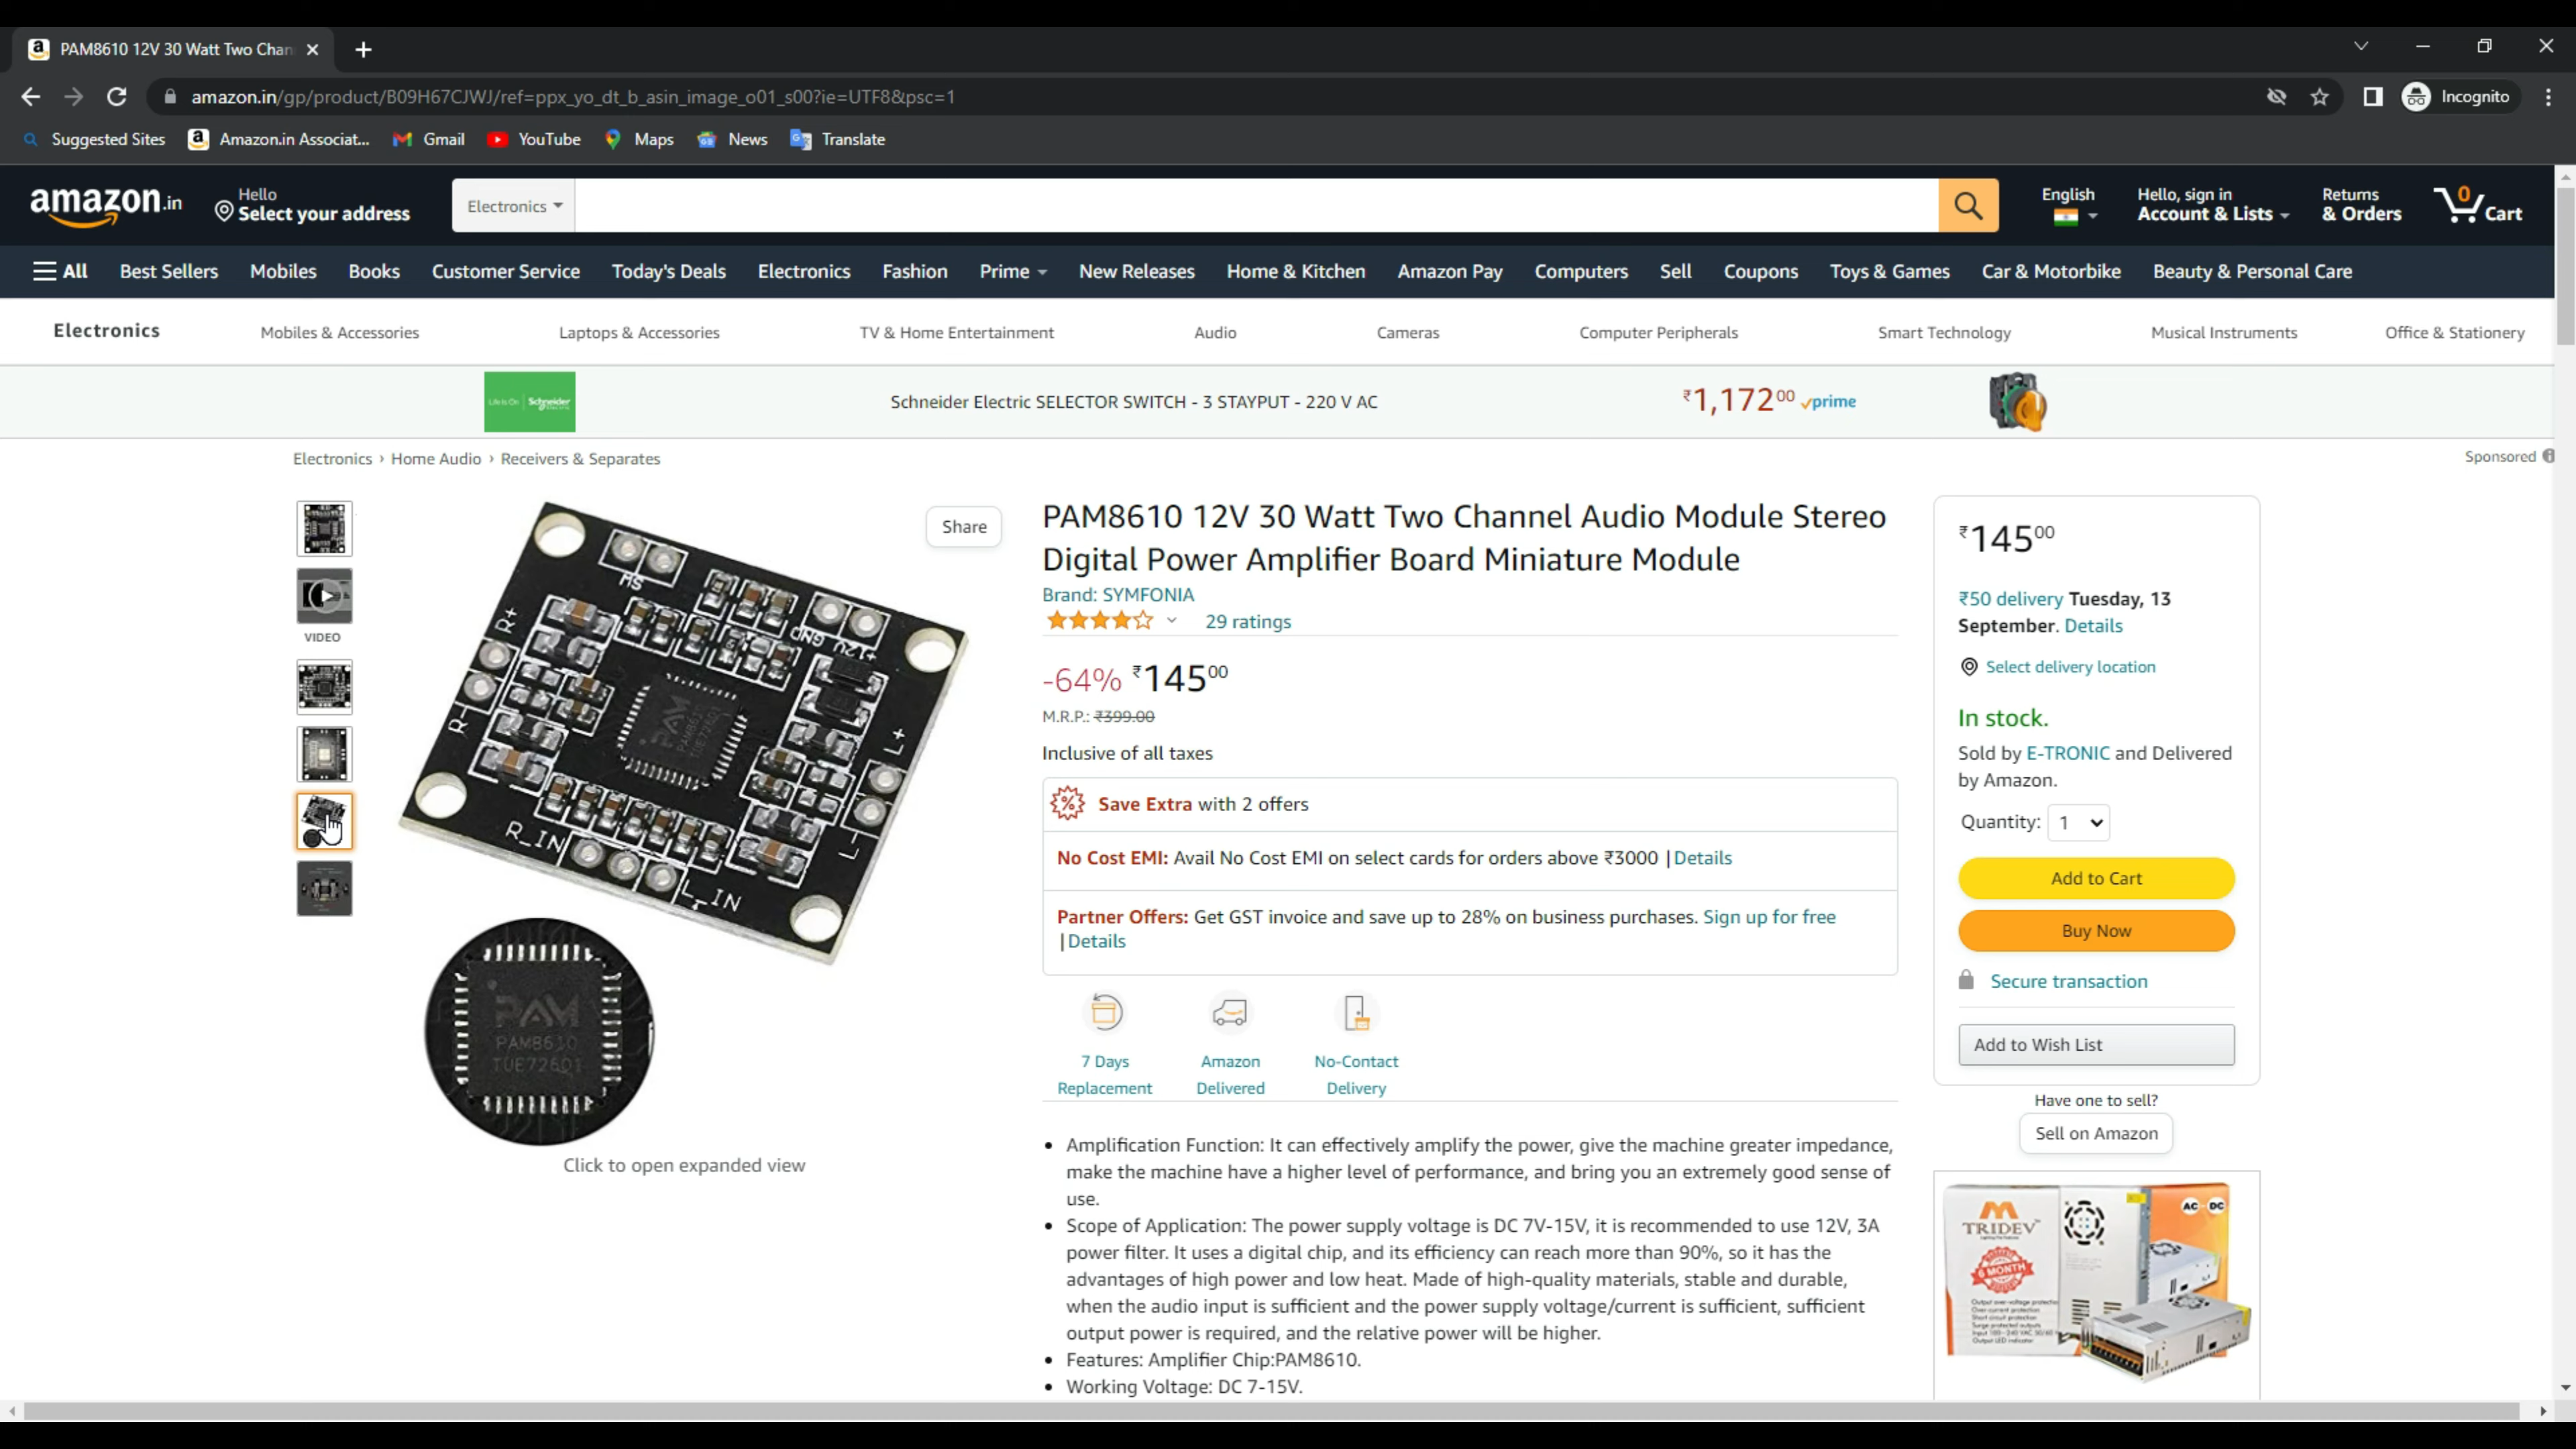 PAM8610 12V 30 Watt Two Chan
amazon.in/gp/product/B09H67CJWJ/ref=ppx_yo_dt_b_asin_image_o01_s00?ie=UTF8&psc=1
Incognito
Suggested Sites
Amazon.in Associat...
Gmail
YouTube
Maps
News
Translate
amazon.in
Hello
Select your address
Electronics
English
Hello, sign in
Account & Lists
Returns
& Orders
0
Cart
All
Best Sellers
Mobiles
Books
Customer Service
Today's Deals
Electronics
Fashion
Prime
New Releases
Home & Kitchen
Amazon Pay
Computers
Sell
Coupons
Toys & Games
Car & Motorbike
Beauty & Personal Care
Electronics
Mobiles & Accessories
Laptops & Accessories
TV & Home Entertainment
Audio
Cameras
Computer Peripherals
Smart Technology
Musical Instruments
Office & Stationery
Life Is On | Schneider
Schneider Electric SELECTOR SWITCH - 3 STAYPUT - 220 V AC
₹1,17200 prime
Electronics › Home Audio › Receivers & Separates
Sponsored
VIDEO
Share
MS
R+
R-
GND
+12V
L+
L-
R_IN
L_IN
PAM
PAM8610
TUE72601
PAM
PAM8610
TUE72601
Click to open expanded view
PAM8610 12V 30 Watt Two Channel Audio Module Stereo
Digital Power Amplifier Board Miniature Module
Brand: SYMFONIA
29 ratings
-64% ₹14500
M.R.P.: ₹399.00
Inclusive of all taxes
Save Extra with 2 offers
No Cost EMI: Avail No Cost EMI on select cards for orders above ₹3000 | Details
Partner Offers: Get GST invoice and save up to 28% on business purchases. Sign up for free
| Details
7 Days
Replacement
Amazon
Delivered
No-Contact
Delivery
• Amplification Function: It can effectively amplify the power, give the machine greater impedance,
make the machine have a higher level of performance, and bring you an extremely good sense of
use.
• Scope of Application: The power supply voltage is DC 7V-15V, it is recommended to use 12V, 3A
power filter. It uses a digital chip, and its efficiency can reach more than 90%, so it has the
advantages of high power and low heat. Made of high-quality materials, stable and durable,
when the audio input is sufficient and the power supply voltage/current is sufficient, sufficient
output power is required, and the relative power will be higher.
• Features: Amplifier Chip:PAM8610.
• Working Voltage: DC 7-15V.
₹14500
₹50 delivery Tuesday, 13
September. Details
Select delivery location
In stock.
Sold by E-TRONIC and Delivered
by Amazon.
Quantity: 1
Add to Cart
Buy Now
Secure transaction
Add to Wish List
Have one to sell?
Sell on Amazon
TRIDEV
AC DC
6 MONTH